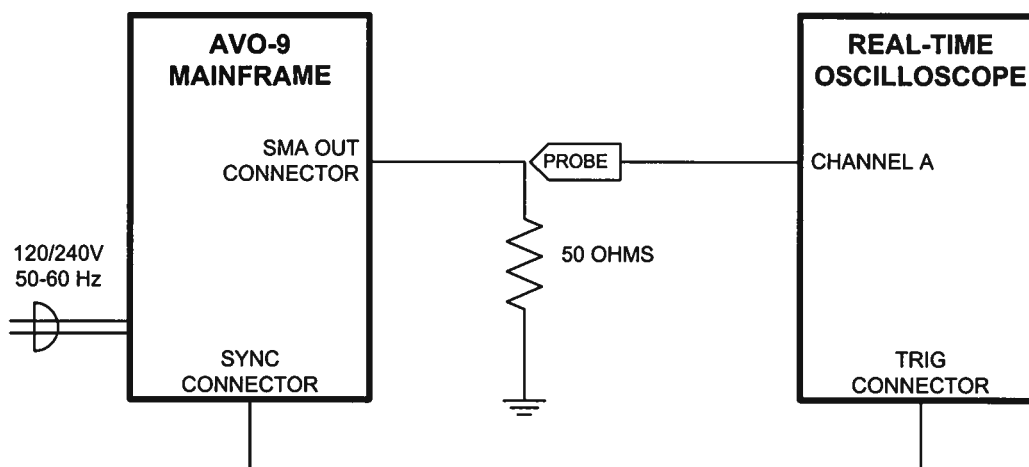 AVO-9
MAINFRAME
SMA OUT
CONNECTOR
120/240V
50-60 Hz
SYNC
CONNECTOR
PROBE
50 OHMS
REAL-TIME
OSCILLOSCOPE
CHANNEL A
TRIG
CONNECTOR